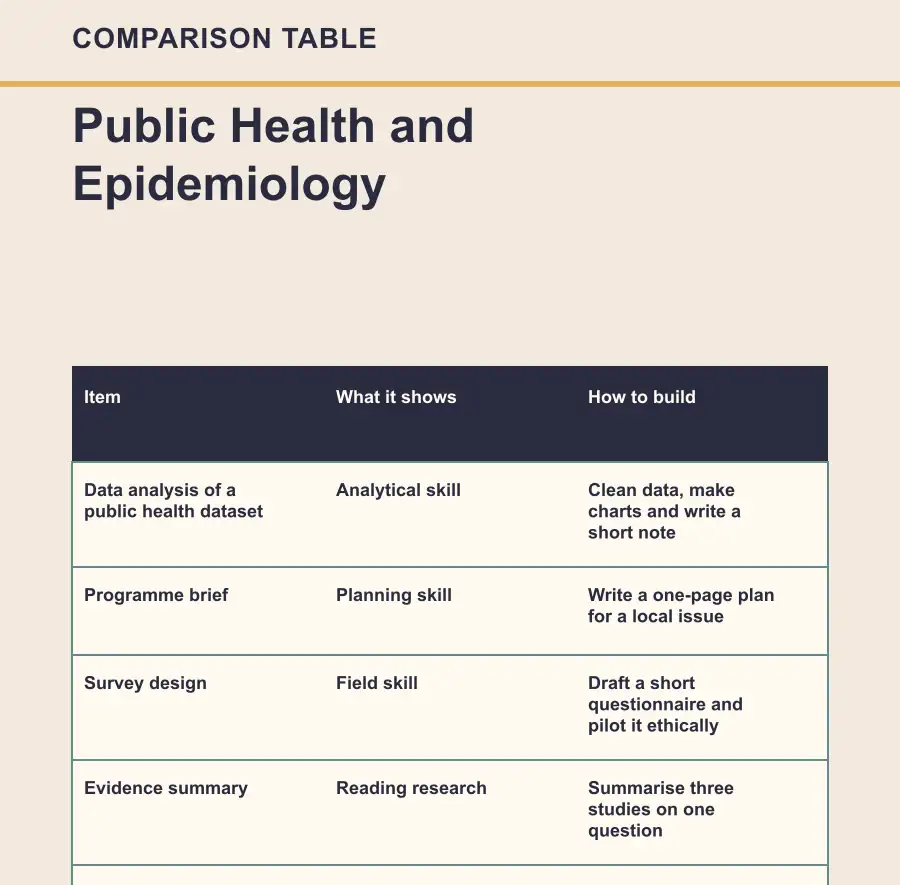 COMPARISON TABLE
Public Health and
Epidemiology
Item
What it shows
How to build
Data analysis of a
public health dataset
Analytical skill
Clean data, make
charts and write a
short note
Programme brief
Planning skill
Write a one-page plan
for a local issue
Survey design
Field skill
Draft a short
questionnaire and
pilot it ethically
Evidence summary
Reading research
Summarise three
studies on one
question